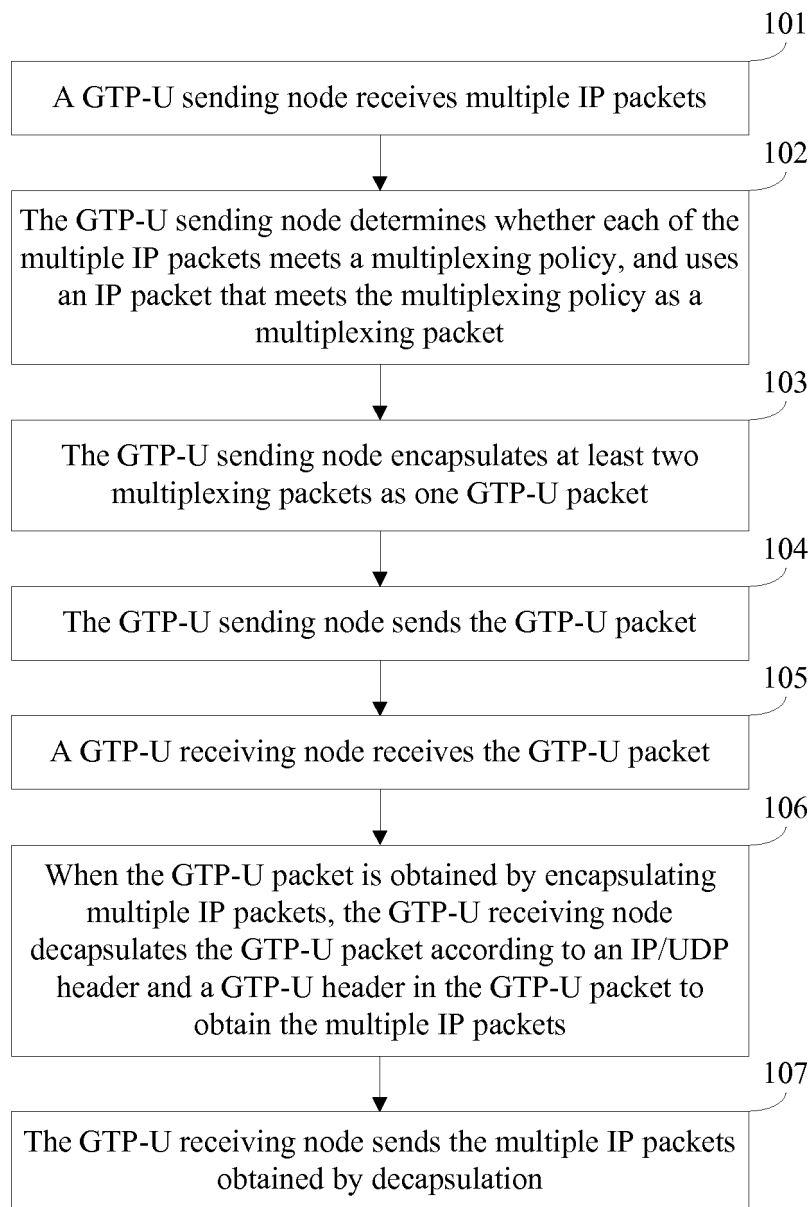 101
A GTP-U sending node receives multiple IP packets
102
The GTP-U sending node determines whether each of the
multiple IP packets meets a multiplexing policy, and uses
an IP packet that meets the multiplexing policy as a
multiplexing packet
103
The GTP-U sending node encapsulates at least two
multiplexing packets as one GTP-U packet
104
The GTP-U sending node sends the GTP-U packet
105
A GTP-U receiving node receives the GTP-U packet
106
When the GTP-U packet is obtained by encapsulating
multiple IP packets, the GTP-U receiving node
decapsulates the GTP-U packet according to an IP/UDP
header and a GTP-U header in the GTP-U packet to
obtain the multiple IP packets
107
The GTP-U receiving node sends the multiple IP packets
obtained by decapsulation